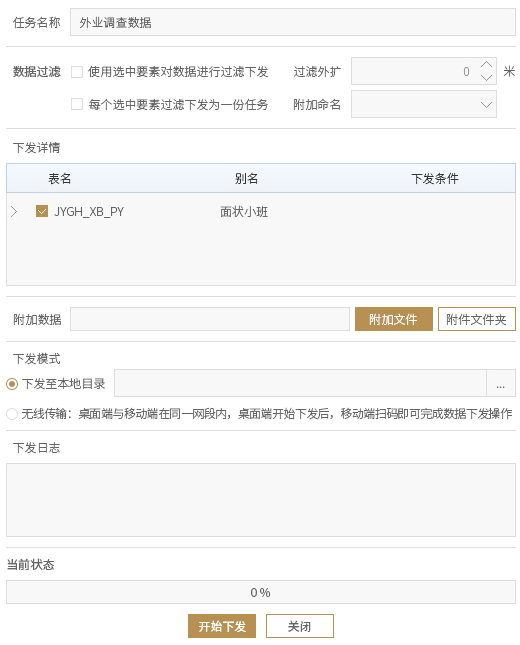 任务名称 外业调查数据
数据过滤 使用选中要素对数据进行过滤下发 过滤外扩 0 米
每个选中要素过滤下发为一份任务 附加命名
下发详情
表名 别名 下发条件
JYGH_XB_PY 面状小班
附加数据 附加文件 附件文件夹
下发模式
下发至本地目录 ...
无线传输：桌面端与移动端在同一网段内，桌面端开始下发后，移动端扫码即可完成数据下发操作
下发日志
当前状态
0%
开始下发 关闭